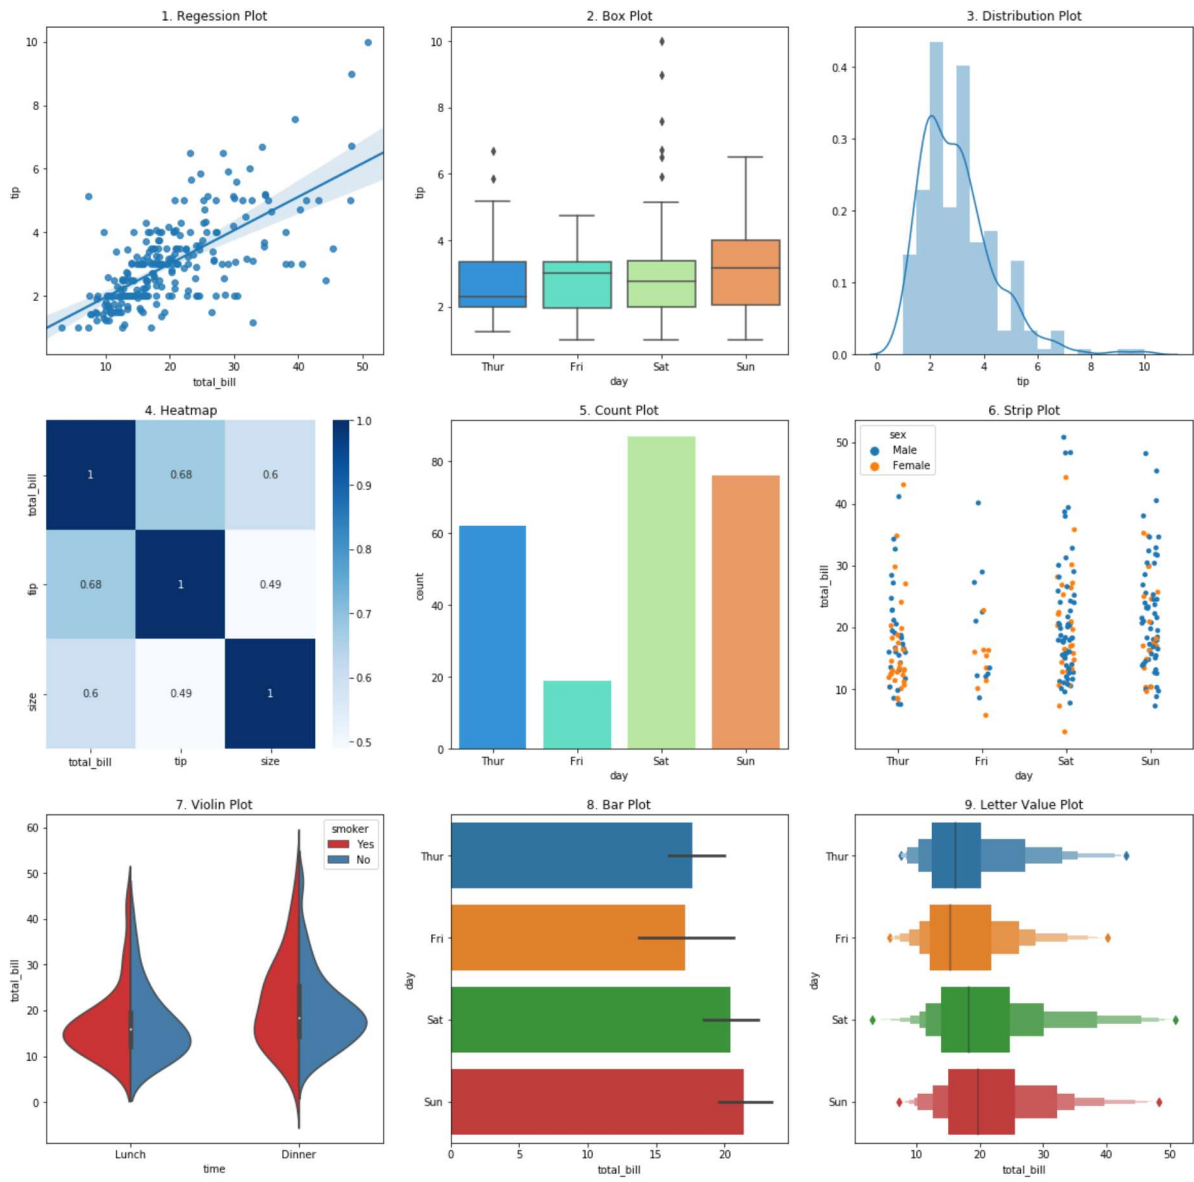 1. Regression Plot
10
8
6
4
2
tip
10 20 30 40 50
total_bill
2. Box Plot
10
8
6
4
2
tip
Thur Fri Sat Sun
day
3. Distribution Plot
0.4
0.3
0.2
0.1
0.0
0 2 4 6 8 10
tip
4. Heatmap
total_bill
tip
size
1 0.68 0.6
0.68 1 0.49
0.6 0.49 1
total_bill tip size
1.0
0.9
0.8
0.7
0.6
0.5
5. Count Plot
80
60
40
20
0
count
Thur Fri Sat Sun
day
6. Strip Plot
sex
Male
Female
50
40
30
20
10
total_bill
Thur Fri Sat Sun
day
7. Violin Plot
smoker
Yes
No
60
50
40
30
20
10
0
total_bill
Lunch Dinner
time
8. Bar Plot
Thur
Fri
Sat
Sun
day
0 5 10 15 20
total_bill
9. Letter Value Plot
Thur
Fri
Sat
Sun
day
10 20 30 40 50
total_bill